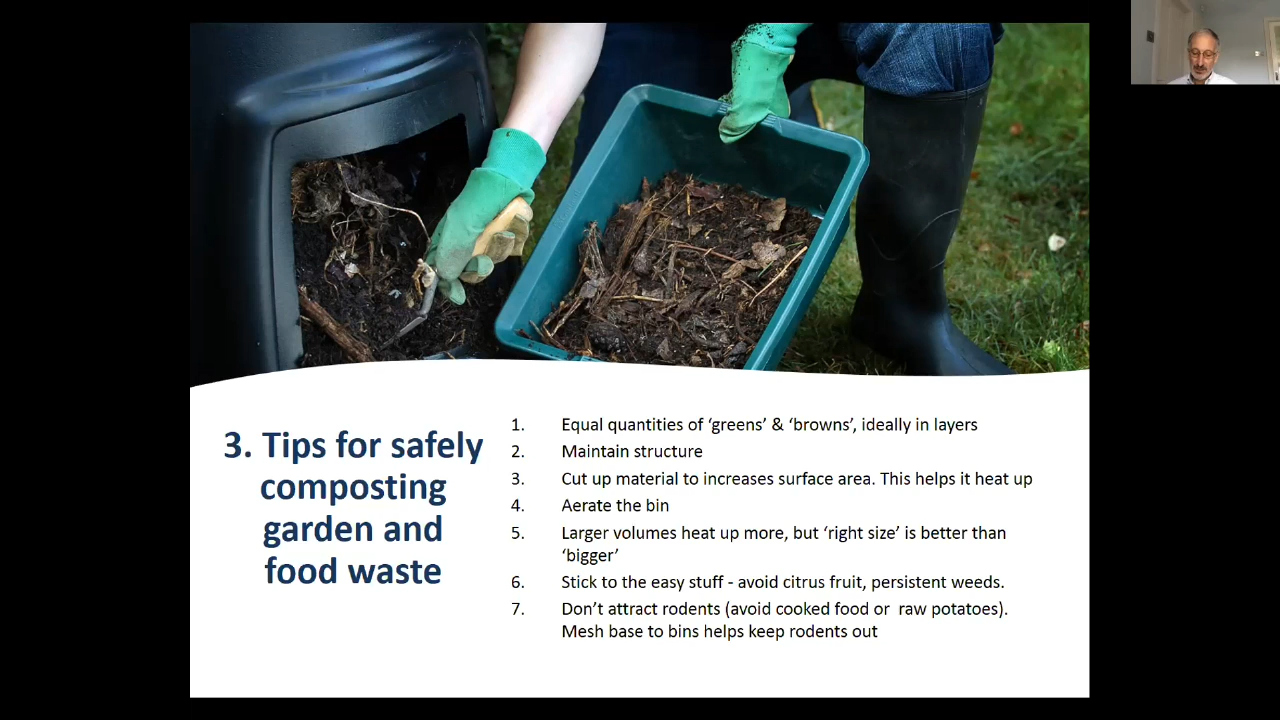 3. Tips for safely
composting
garden and
food waste
1. Equal quantities of ‘greens’ & ‘browns’, ideally in layers
2. Maintain structure
3. Cut up material to increases surface area. This helps it heat up
4. Aerate the bin
5. Larger volumes heat up more, but ‘right size’ is better than
‘bigger’
6. Stick to the easy stuff - avoid citrus fruit, persistent weeds.
7. Don’t attract rodents (avoid cooked food or  raw potatoes).
Mesh base to bins helps keep rodents out